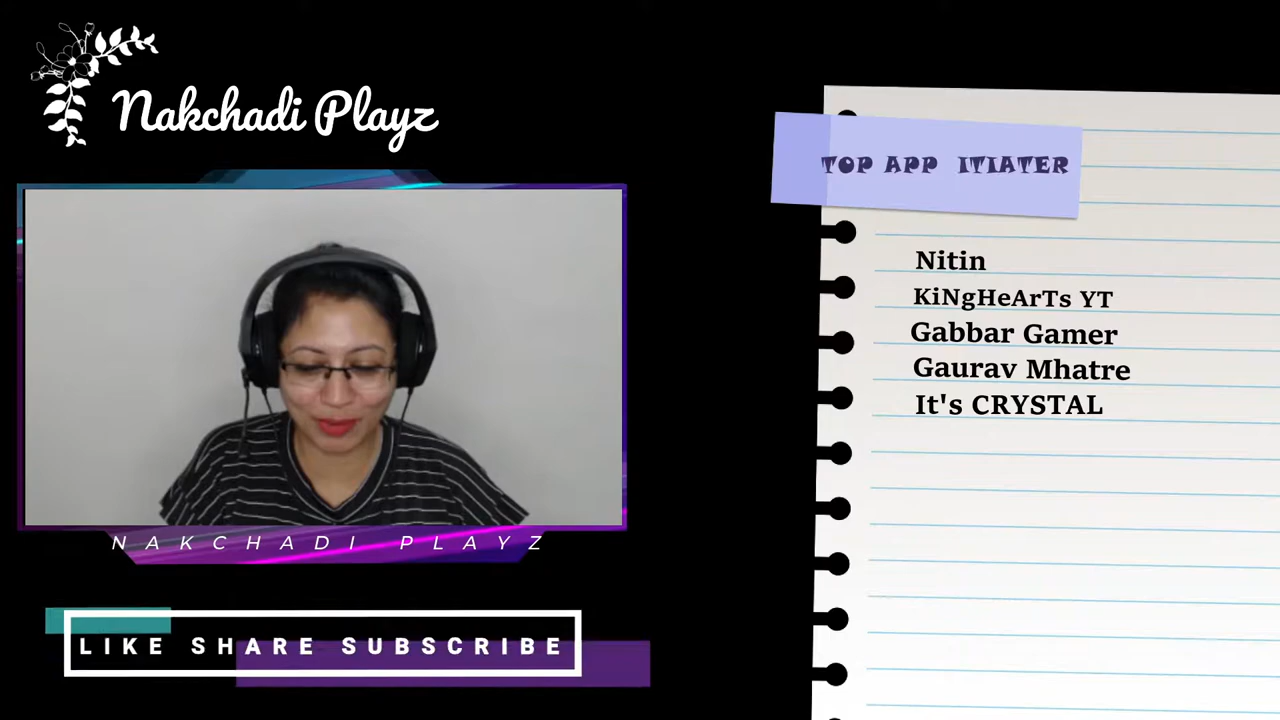 Nakchadi Playz
NAKCHADI PLAYZ
LIKE SHARE SUBSCRIBE
TOP APP ITIATER
Nitin
KiNgHeArTs YT
Gabbar Gamer
Gaurav Mhatre
It's CRYSTAL